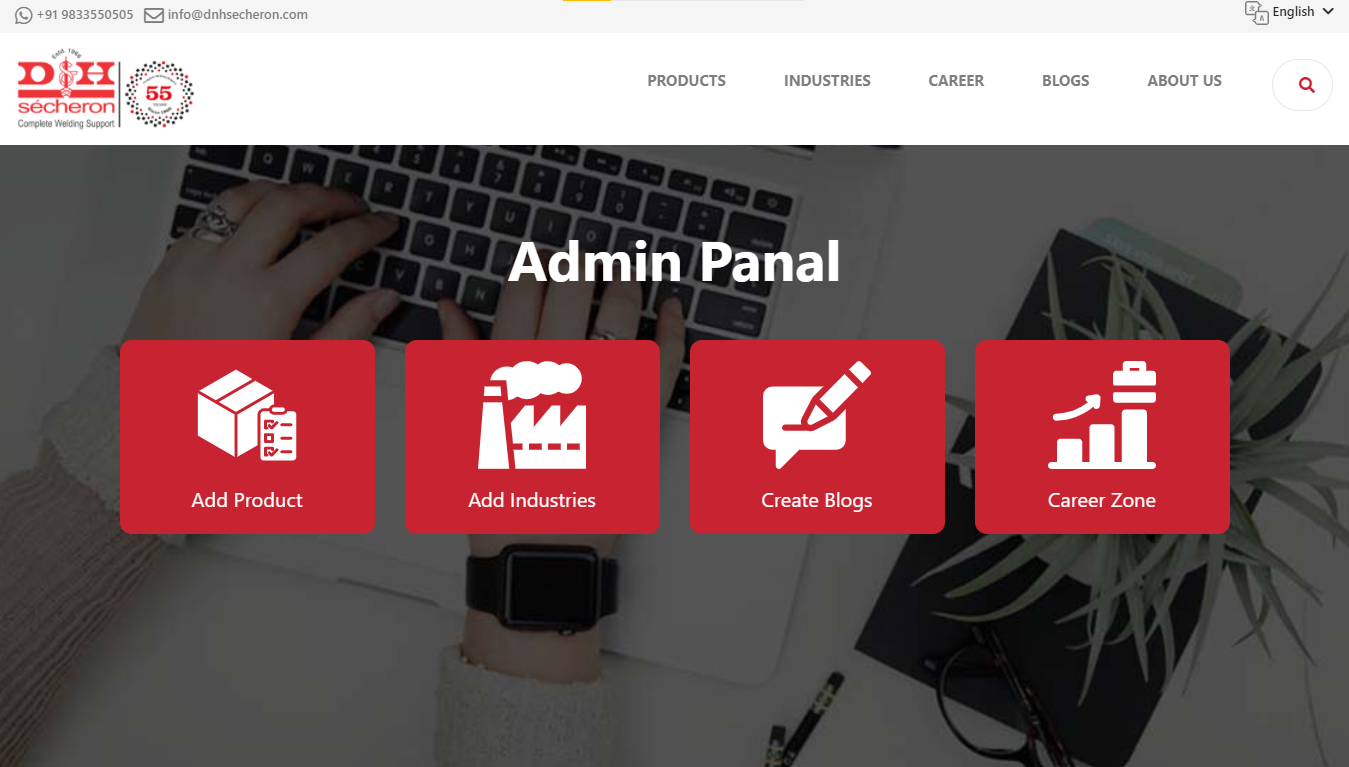 +91 9833550505 info@dnhsecheron.com
English
Estd. 1966
D&H
sécheron
Complete Welding Support
55
YEARS
PRODUCTS INDUSTRIES CAREER BLOGS ABOUT US
Admin Panal
Add Product
Add Industries
Create Blogs
Career Zone